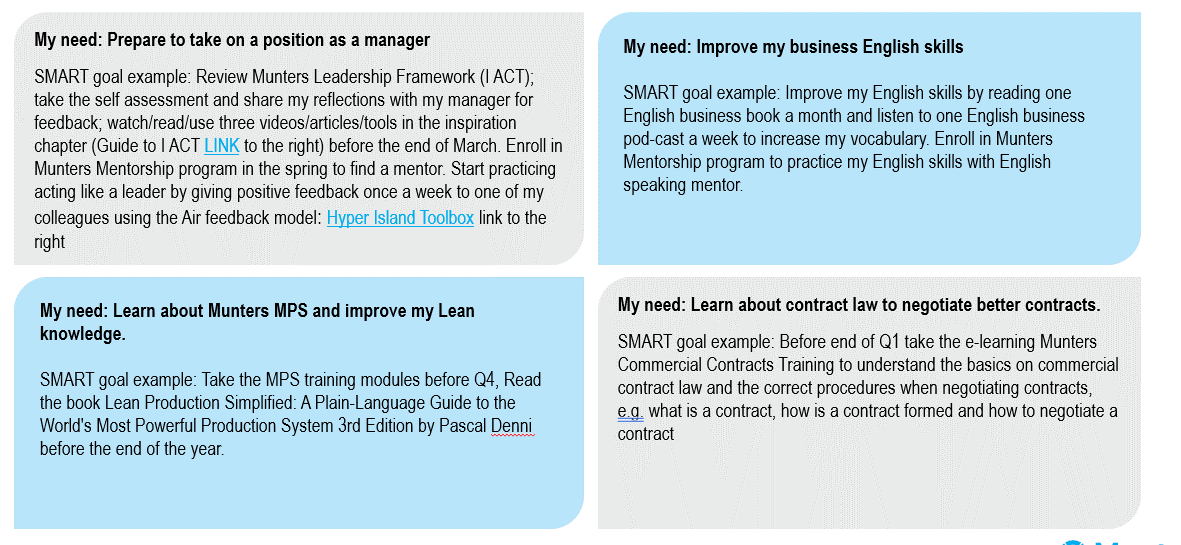 My need: Prepare to take on a position as a manager
SMART goal example: Review Munters Leadership Framework (I ACT);
take the self assessment and share my reflections with my manager for
feedback; watch/read/use three videos/articles/tools in the inspiration
chapter (Guide to I ACT LINK to the right) before the end of March. Enroll in
Munters Mentorship program in the spring to find a mentor. Start practicing
acting like a leader by giving positive feedback once a week to one of my
colleagues using the Air feedback model: Hyper Island Toolbox link to the
right
My need: Improve my business English skills
SMART goal example: Improve my English skills by reading one
English business book a month and listen to one English business
pod-cast a week to increase my vocabulary. Enroll in Munters
Mentorship program to practice my English skills with English
speaking mentor.
My need: Learn about Munters MPS and improve my Lean
knowledge.
SMART goal example: Take the MPS training modules before Q4, Read
the book Lean Production Simplified: A Plain-Language Guide to the
World's Most Powerful Production System 3rd Edition by Pascal Denni
before the end of the year.
My need: Learn about contract law to negotiate better contracts.
SMART goal example: Before end of Q1 take the e-learning Munters
Commercial Contracts Training to understand the basics on commercial
contract law and the correct procedures when negotiating contracts,
e.g. what is a contract, how is a contract formed and how to negotiate a
contract